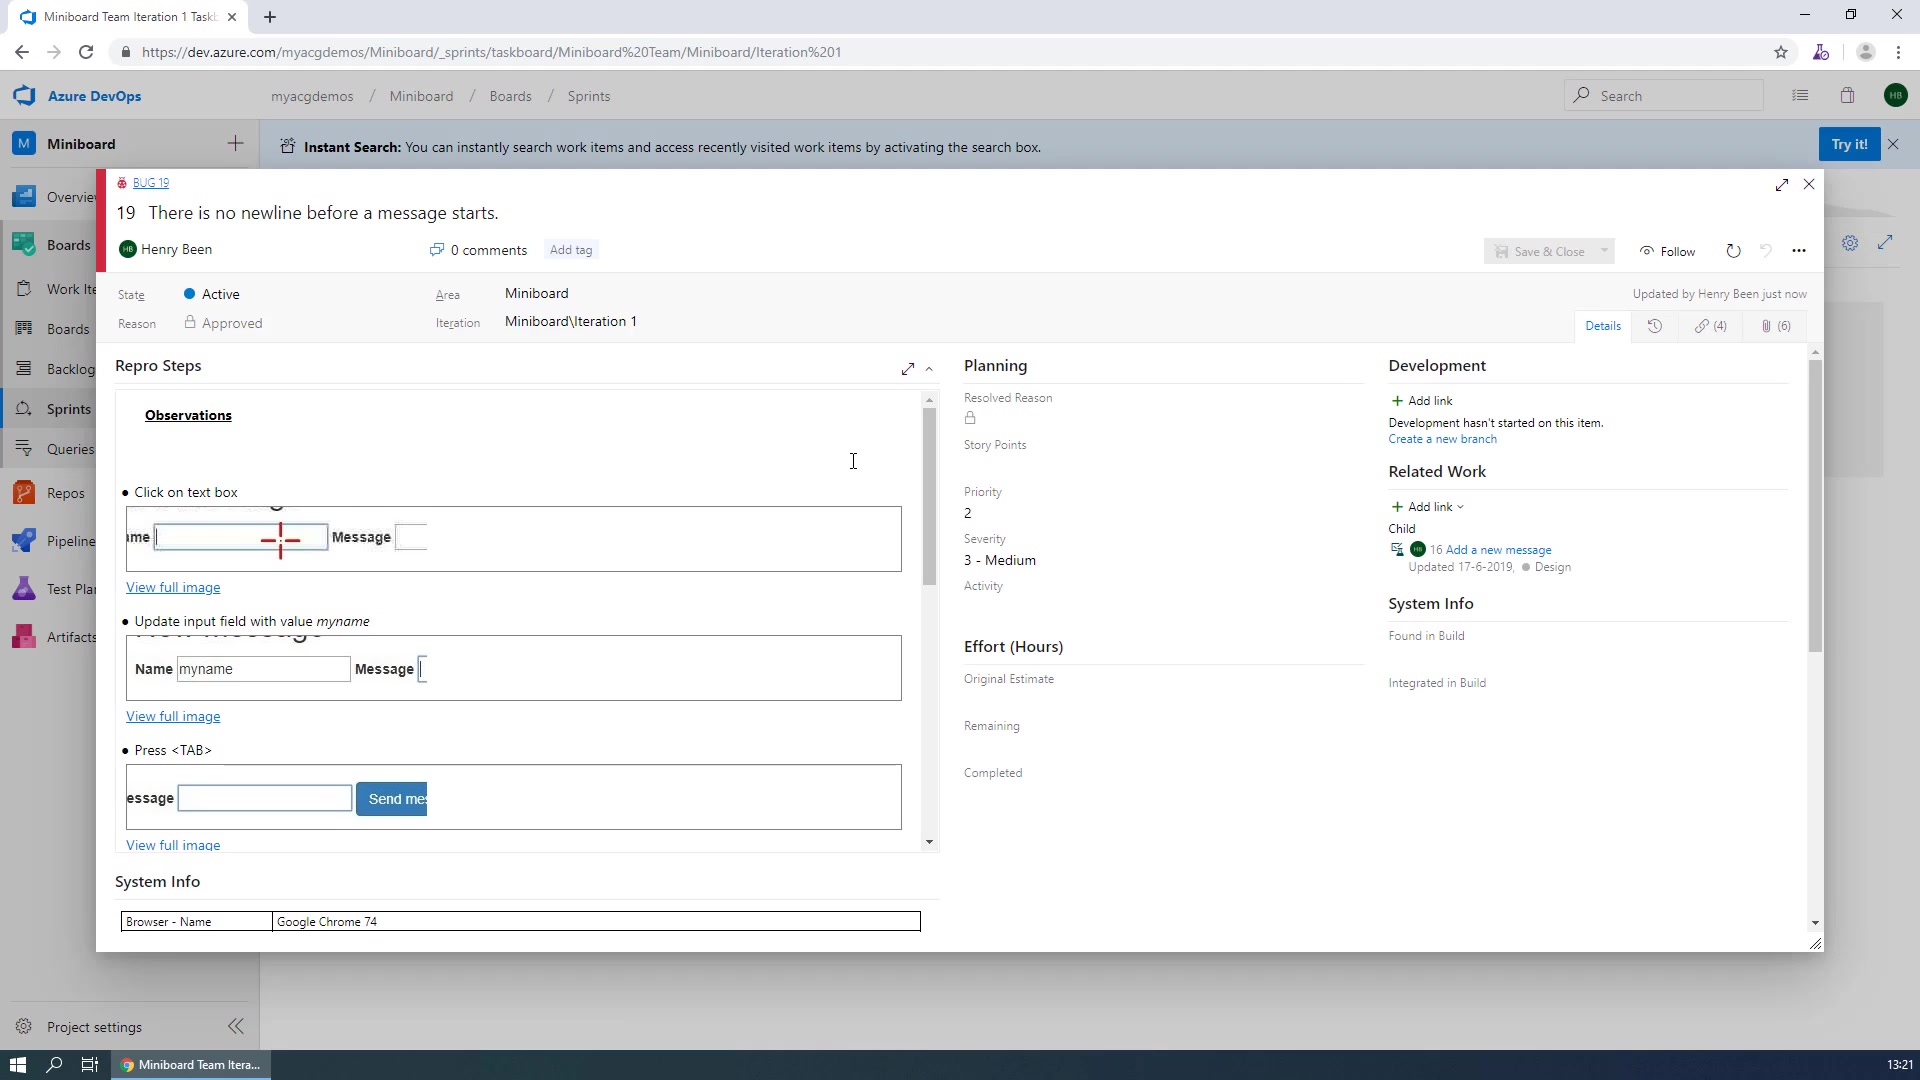 Miniboard Team Iteration 1 Taskb
https://dev.azure.com/myacgdemos/Miniboard/_sprints/taskboard/Miniboard%20Team/Miniboard/Iteration%201
Azure DevOps
myacgdemos / Miniboard / Boards / Sprints
Search
HB
M Miniboard
Instant Search: You can instantly search work items and access recently visited work items by activating the search box.
Try it!
Overview
Boards
Work Ite
Boards
Backlog
Sprints
Queries
Repos
Pipeline
Test Plan
Artifacts
Project settings
BUG 19
19 There is no newline before a message starts.
HB Henry Been
0 comments
Add tag
Save & Close
Follow
State
Active
Area
Miniboard
Updated by Henry Been just now
Reason
Approved
Iteration
Miniboard\Iteration 1
Details
(4)
(6)
Repro Steps
Observations
• Click on text box
ame
Message
View full image
• Update input field with value myname
Name myname Message
View full image
• Press <TAB>
essage
Send mes
View full image
System Info
Browser - Name
Google Chrome 74
Planning
Resolved Reason
Story Points
Priority
2
Severity
3 - Medium
Activity
Effort (Hours)
Original Estimate
Remaining
Completed
Development
+ Add link
Development hasn't started on this item.
Create a new branch
Related Work
+ Add link
Child
HB 16 Add a new message
Updated 17-6-2019, Design
System Info
Found in Build
Integrated in Build
Miniboard Team Itera...
13:21